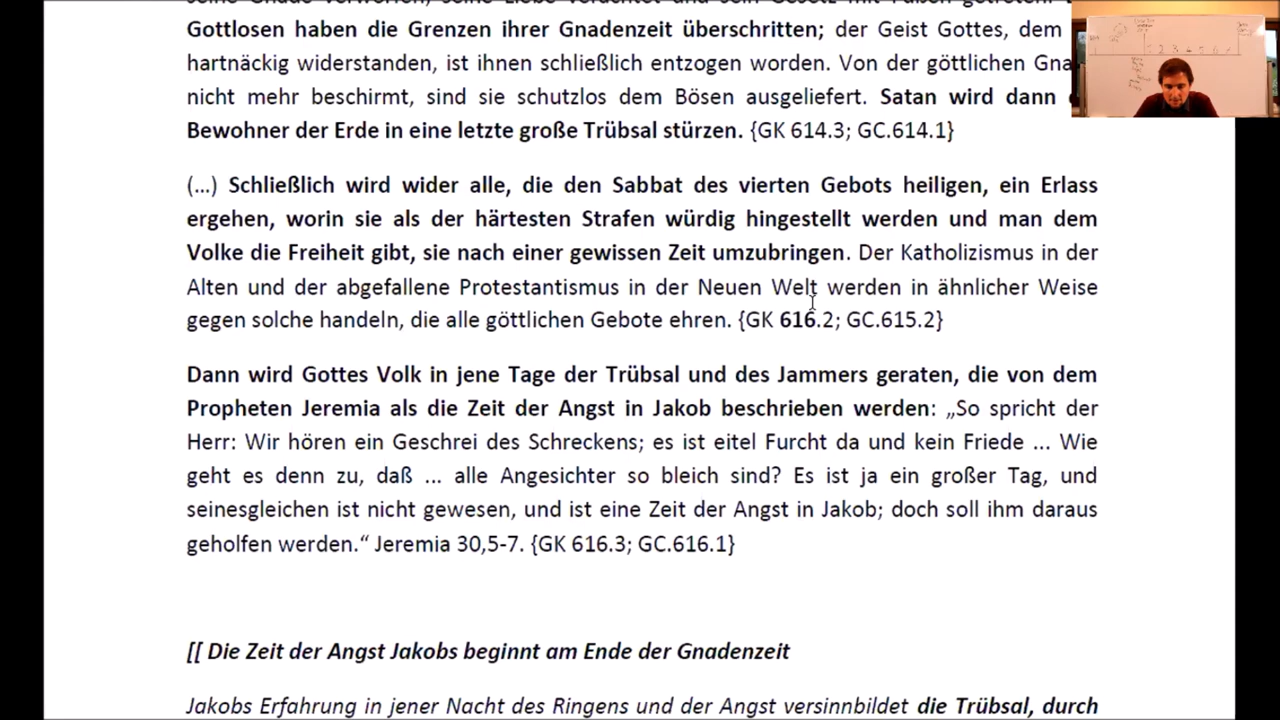 Gottlosen haben die Grenzen ihrer Gnadenzeit überschritten; der Geist Gottes, dem
hartnäckig widerstanden, ist ihnen schließlich entzogen worden. Von der göttlichen
nicht mehr beschirmt, sind sie schutzlos dem Bösen ausgeliefert. Satan wird dann
Bewohner der Erde in eine letzte große Trübsal stürzen. {GK 614.3; GC.614.1}
(...) Schließlich wird wider alle, die den Sabbat des vierten Gebots heiligen, ein Erlass
ergehen, worin sie als der härtesten Strafen würdig hingestellt werden und man dem
Volke die Freiheit gibt, sie nach einer gewissen Zeit umzubringen. Der Katholizismus in der
Alten und der abgefallene Protestantismus in der Neuen Welt werden in ähnlicher Weise
gegen solche handeln, die alle göttlichen Gebote ehren. {GK 616.2; GC.615.2}
Dann wird Gottes Volk in jene Tage der Trübsal und des Jammers geraten, die von dem
Propheten Jeremia als die Zeit der Angst in Jakob beschrieben werden: „So spricht der
Herr: Wir hören ein Geschrei des Schreckens; es ist eitel Furcht da und kein Friede ... Wie
geht es denn zu, daß ... alle Angesichter so bleich sind? Es ist ja ein großer Tag, und
seinesgleichen ist nicht gewesen, und ist eine Zeit der Angst in Jakob; doch soll ihm daraus
geholfen werden.“ Jeremia 30,5-7. {GK 616.3; GC.616.1}
[[ Die Zeit der Angst Jakobs beginnt am Ende der Gnadenzeit
Jakobs Erfahrung in jener Nacht des Ringens und der Angst versinnbildet die Trübsal, durch